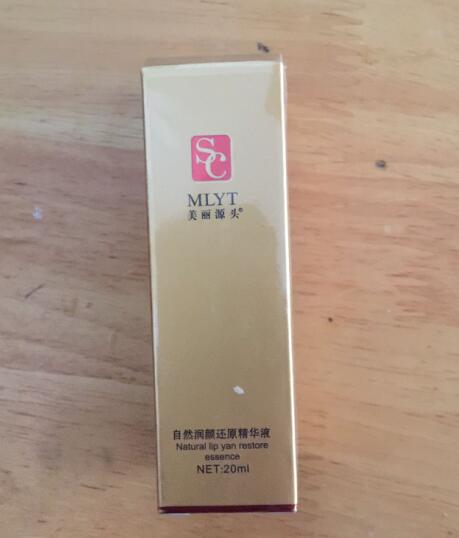 SC
MLYT
美丽源头®
自然润颜还原精华液
Natural lip yan restore
essence
NET:20ml